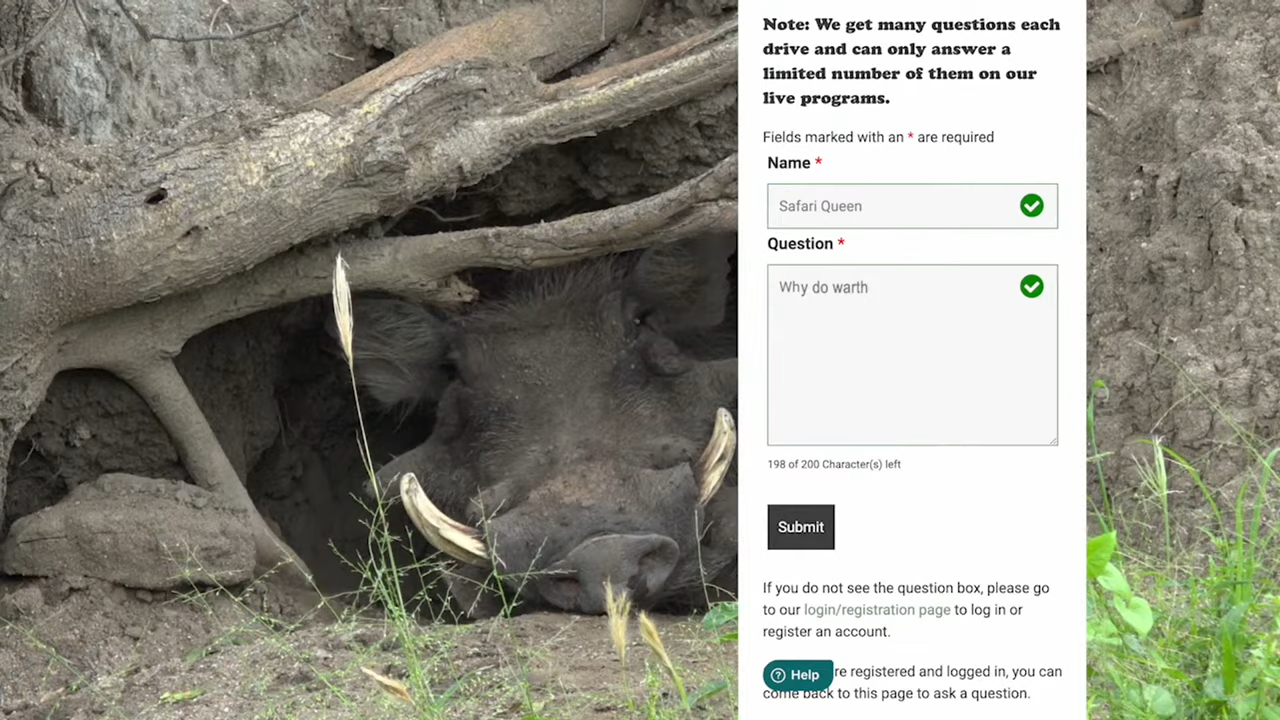 Note: We get many questions each
drive and can only answer a
limited number of them on our
live programs.
Fields marked with an * are required
Name *
Safari Queen
Question *
Why do warth
198 of 200 Character(s) left
Submit
If you do not see the question box, please go
to our login/registration page to log in or
register an account.
Help re registered and logged in, you can
come back to this page to ask a question.